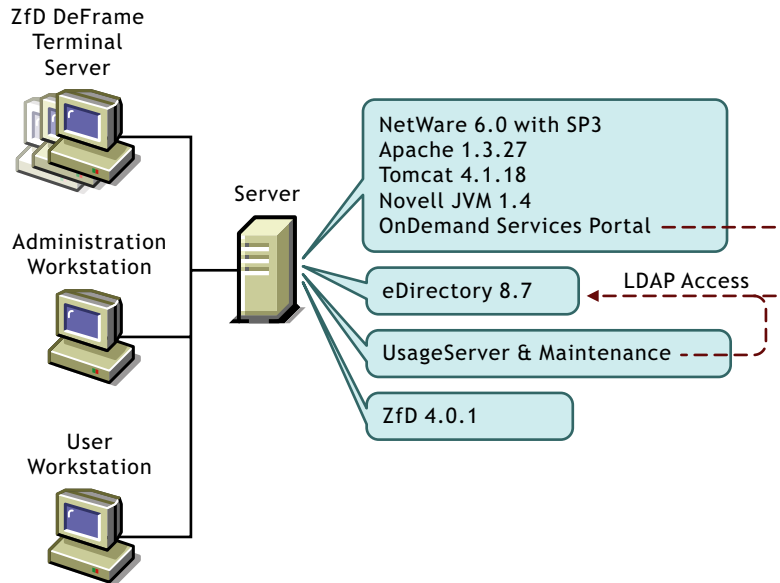 ZfD DeFrame
Terminal
Server
Administration
Workstation
User
Workstation
Server
NetWare 6.0 with SP3
Apache 1.3.27
Tomcat 4.1.18
Novell JVM 1.4
OnDemand Services Portal
eDirectory 8.7
LDAP Access
UsageServer & Maintenance
ZfD 4.0.1